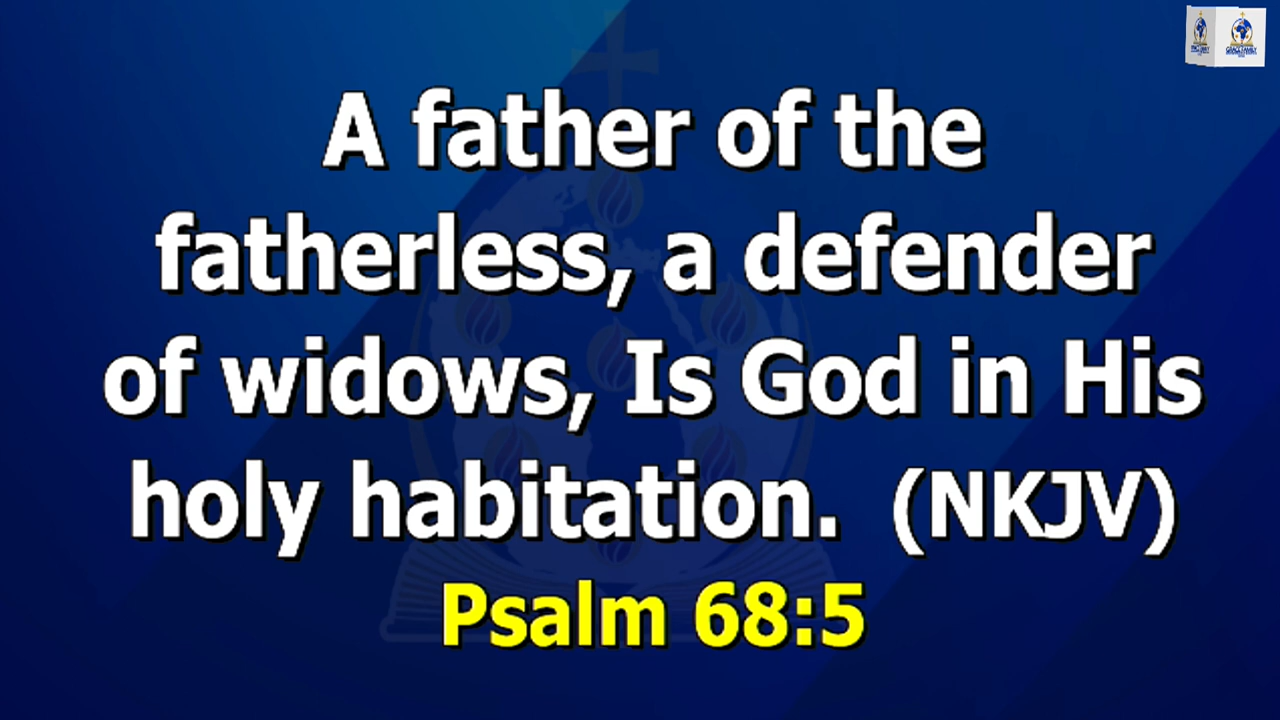 A father of the
fatherless, a defender
of widows, Is God in His
holy habitation.  (NKJV)
Psalm 68:5